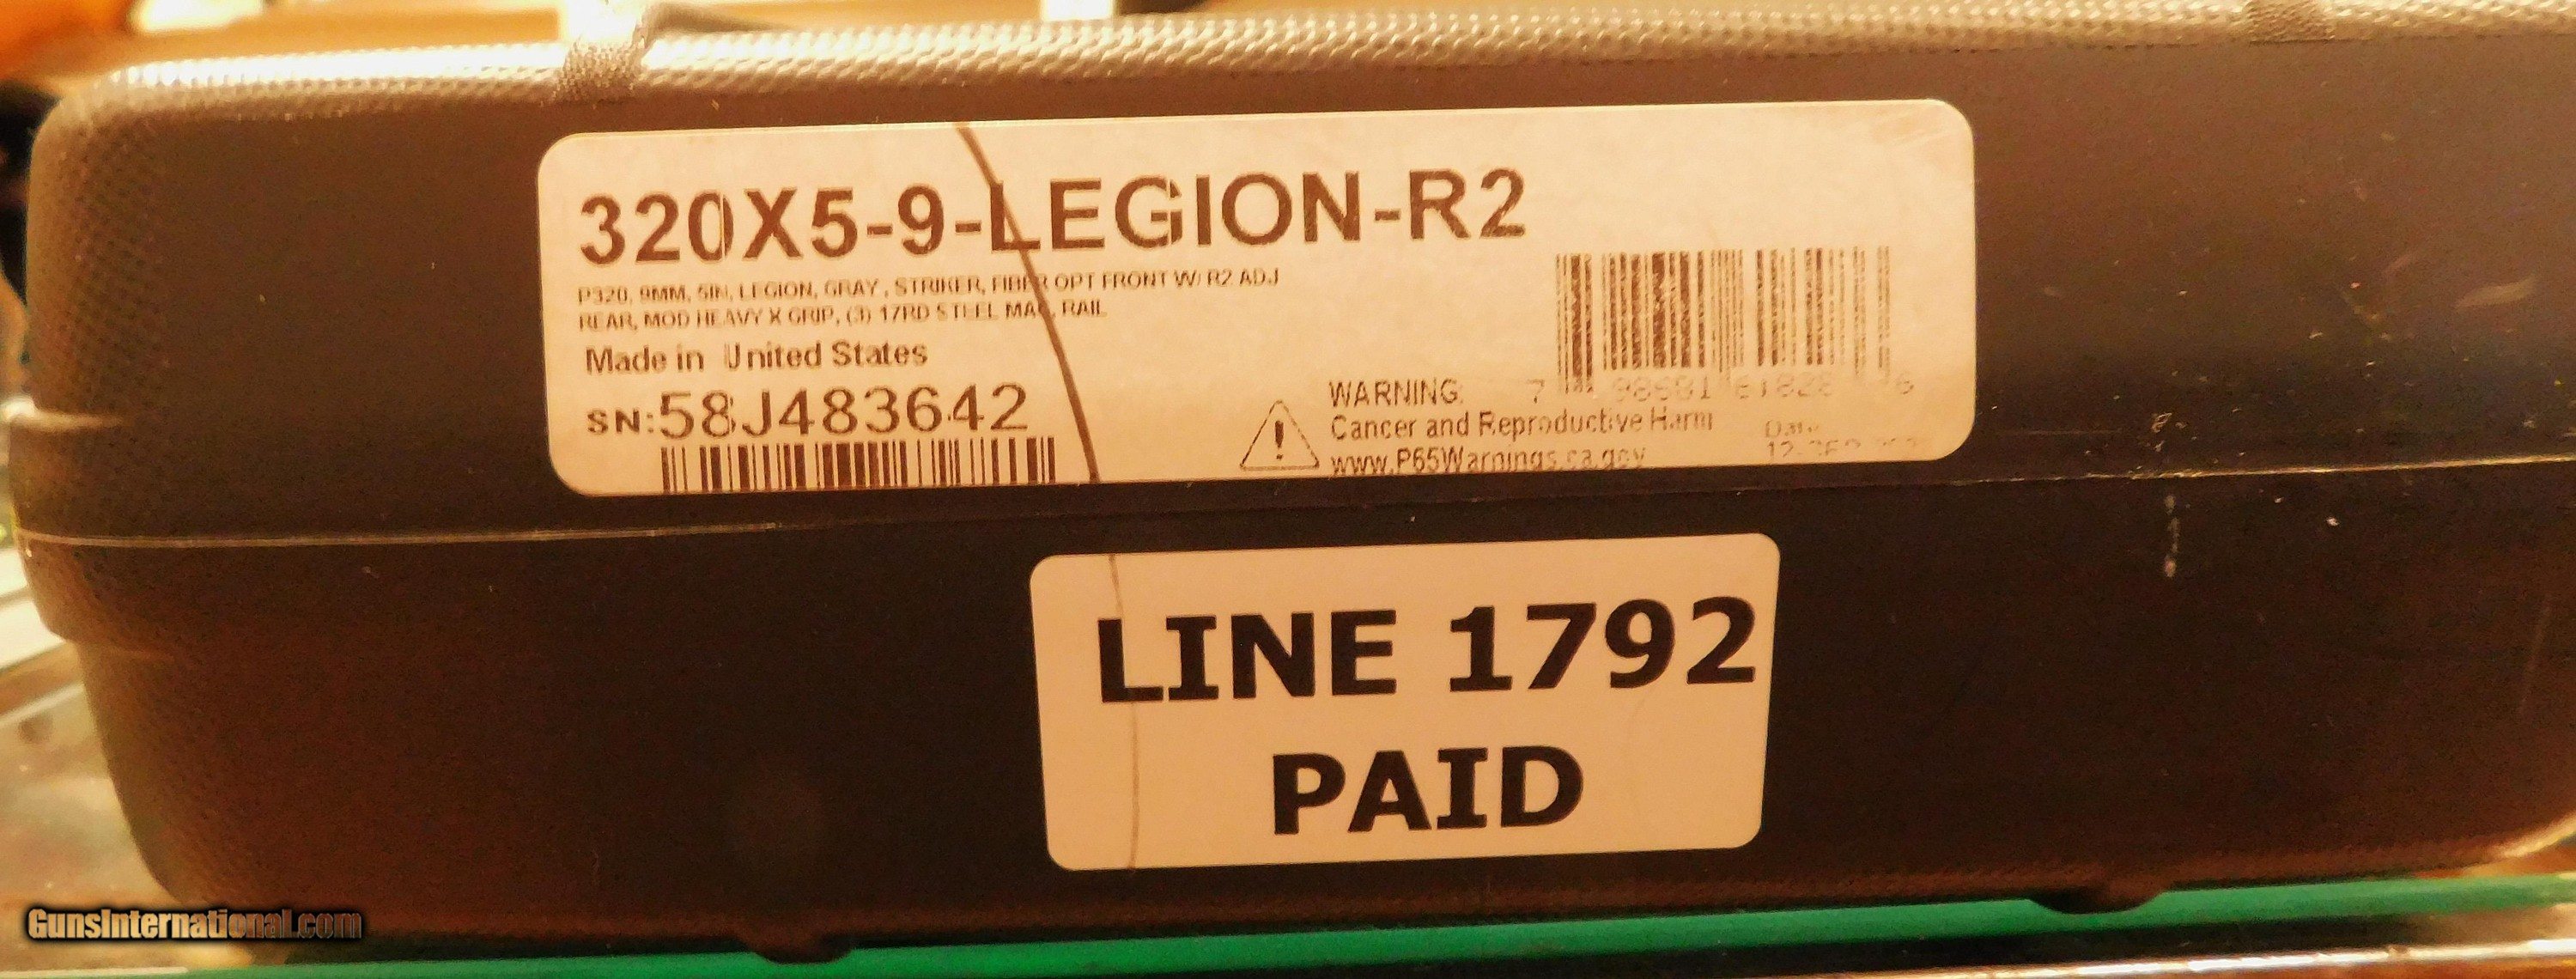 320X5-9-LEGION-R2
P320, 9MM, 5IN, LEGION, GRAY , STRIKER, FIBER OPT FRONT W/ R2 ADJ
REAR, MOD HEAVY X GRIP, (3) 17RD STEEL MAG, RAIL
Made in United States
SN:58J483642
WARNING:
Cancer and Reproductive Harm
www.P65Warnings.ca.gov
Date
LINE 1792
PAID
GunsInternational.com